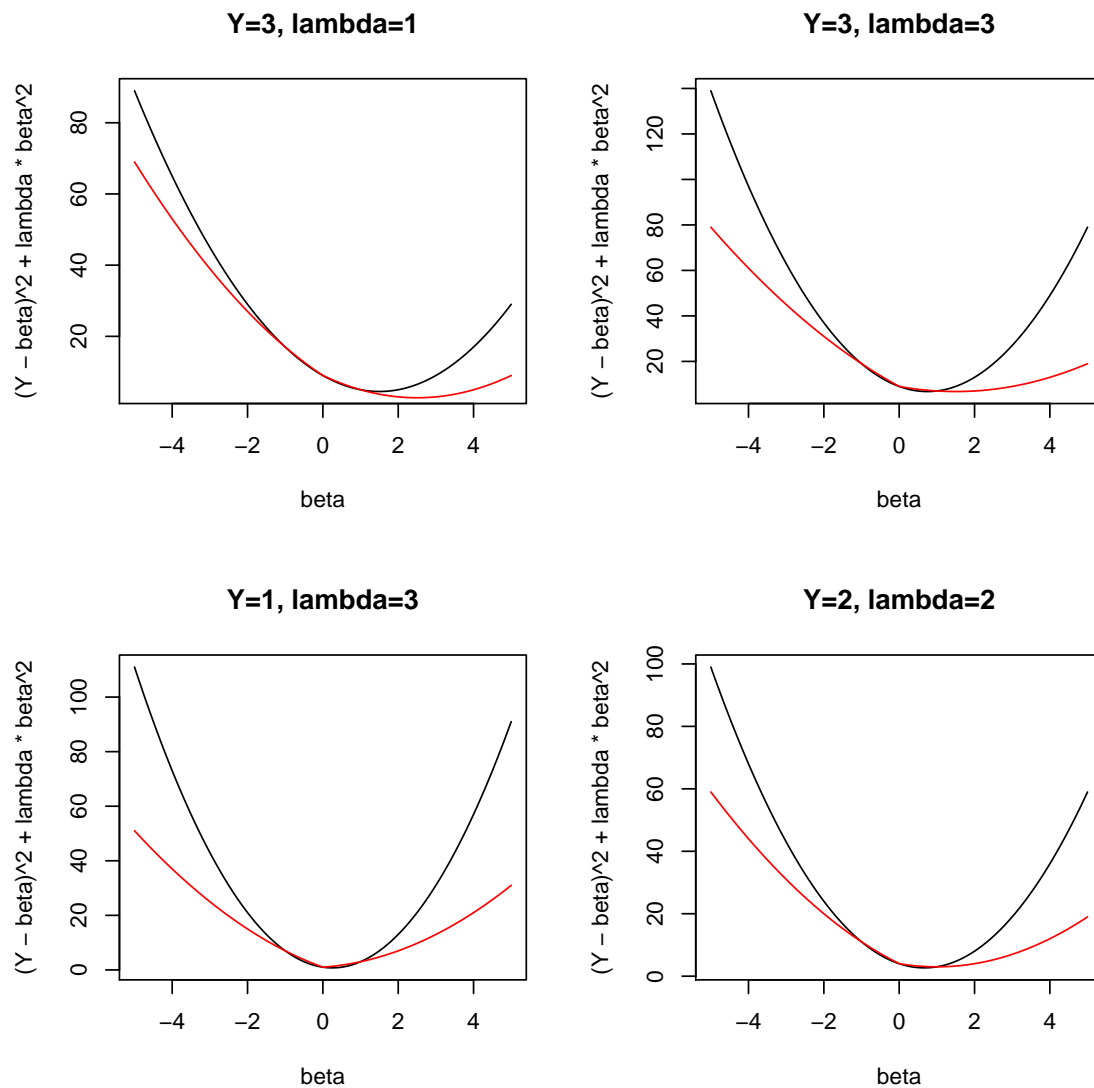 Y=3, lambda=1
(Y − beta)^2 + lambda * beta^2
80
60
40
20
−4 −2 0 2 4
beta
Y=3, lambda=3
(Y − beta)^2 + lambda * beta^2
120
80
60
40
20
−4 −2 0 2 4
beta
Y=1, lambda=3
(Y − beta)^2 + lambda * beta^2
100
80
60
40
20
0
−4 −2 0 2 4
beta
Y=2, lambda=2
(Y − beta)^2 + lambda * beta^2
100
80
60
40
20
0
−4 −2 0 2 4
beta